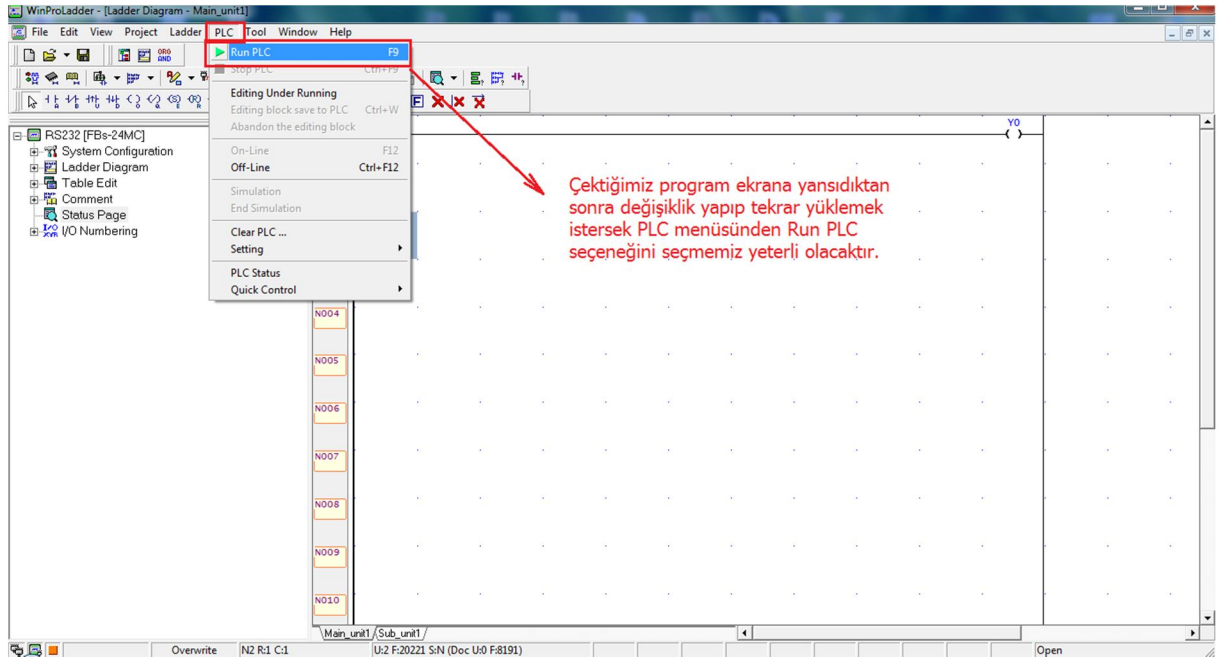 WinProLadder - [Ladder Diagram - Main_unit1]
File Edit View Project Ladder PLC Tool Window Help
Run PLC F9
Stop PLC Ctrl+F9
Editing Under Running
Editing block save to PLC Ctrl+W
Abandon the editing block
On-Line F12
Off-Line Ctrl+F12
Simulation
End Simulation
Clear PLC ...
Setting
PLC Status
Quick Control
RS232 [FBs-24MC]
System Configuration
Ladder Diagram
Table Edit
Comment
Status Page
I/O Numbering
Y0
Çektiğimiz program ekrana yansıdıktan
sonra değişiklik yapıp tekrar yüklemek
istersek PLC menüsünden Run PLC
seçeneğini seçmemiz yeterli olacaktır.
N004
N005
N006
N007
N008
N009
N010
Main_unit1 Sub_unit1
Overwrite N2 R:1 C:1 U:2 F:20221 S:N (Doc U:0 F:8191) Open